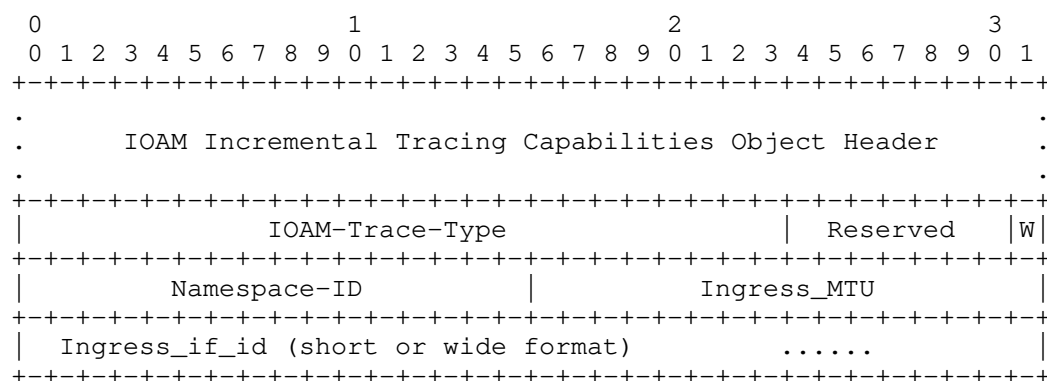 0                   1                   2                   3
 0 1 2 3 4 5 6 7 8 9 0 1 2 3 4 5 6 7 8 9 0 1 2 3 4 5 6 7 8 9 0 1
+-+-+-+-+-+-+-+-+-+-+-+-+-+-+-+-+-+-+-+-+-+-+-+-+-+-+-+-+-+-+-+-+
.                                                               .
.      IOAM Incremental Tracing Capabilities Object Header      .
.                                                               .
+-+-+-+-+-+-+-+-+-+-+-+-+-+-+-+-+-+-+-+-+-+-+-+-+-+-+-+-+-+-+-+-+
|               IOAM-Trace-Type                 |  Reserved   |W|
+-+-+-+-+-+-+-+-+-+-+-+-+-+-+-+-+-+-+-+-+-+-+-+-+-+-+-+-+-+-+-+-+
|         Namespace-ID          |          Ingress_MTU          |
+-+-+-+-+-+-+-+-+-+-+-+-+-+-+-+-+-+-+-+-+-+-+-+-+-+-+-+-+-+-+-+-+
|  Ingress_if_id (short or wide format)         ......          |
+-+-+-+-+-+-+-+-+-+-+-+-+-+-+-+-+-+-+-+-+-+-+-+-+-+-+-+-+-+-+-+-+